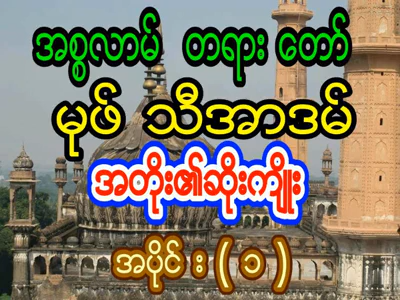 အစ္စလာမ် တရား တော်
မုဖ် သီအာဒမ်
အတိုး၏ဆိုးကျိုး
အပိုင် း ( ၁ )